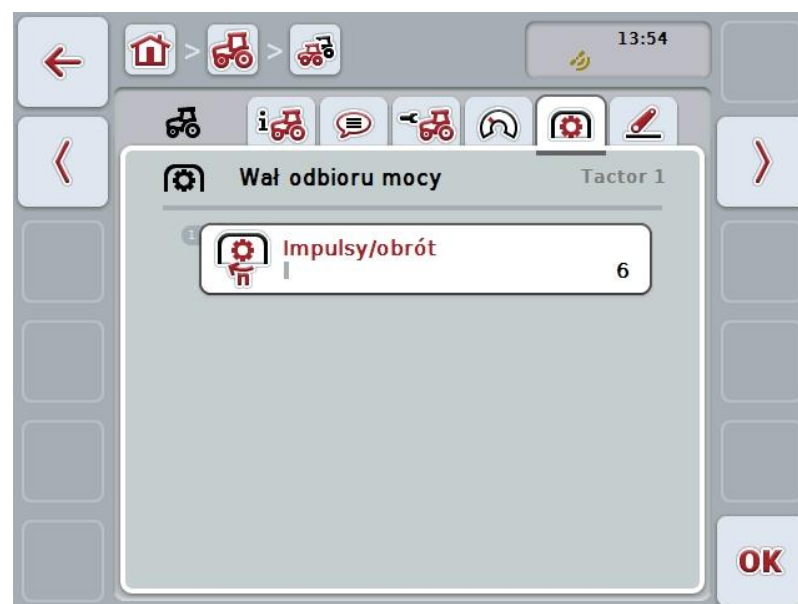 13:54
Wał odbioru mocy
Tactor 1
1
Impulsy/obrót
n
6
OK